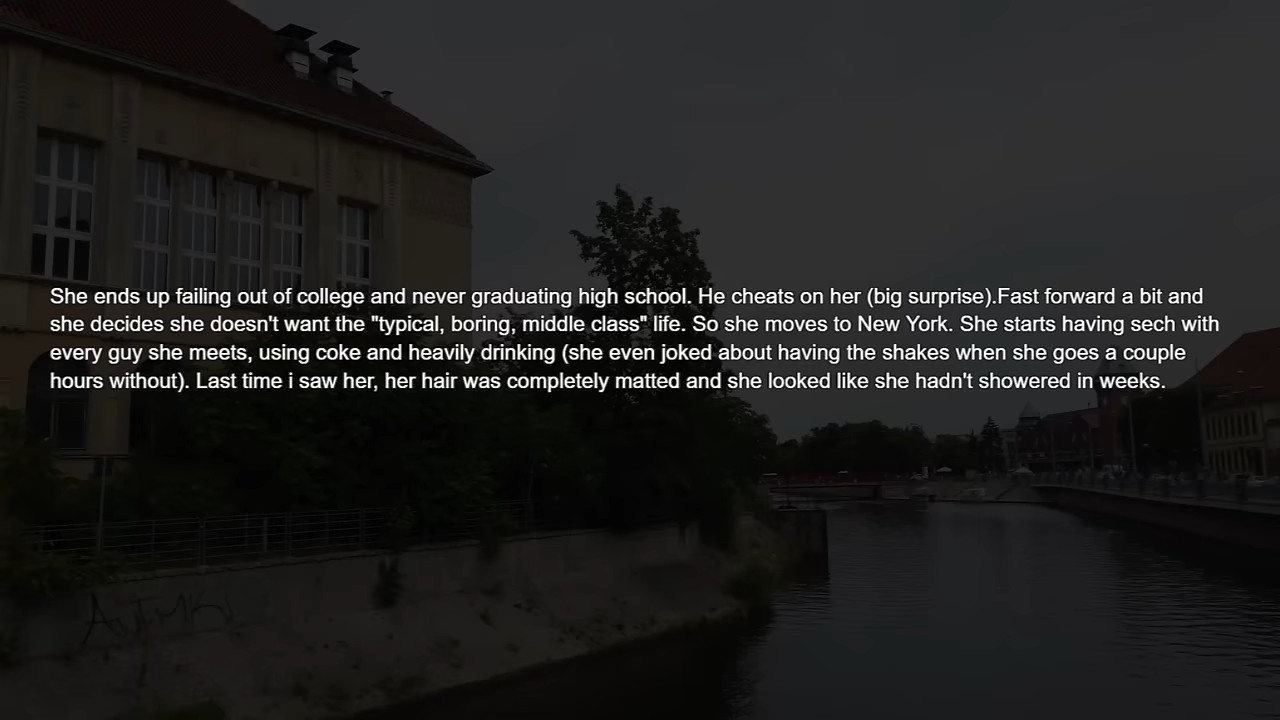 She ends up failing out of college and never graduating high school. He cheats on her (big surprise).Fast forward a bit and
she decides she doesn't want the "typical, boring, middle class" life. So she moves to New York. She starts having sech with
every guy she meets, using coke and heavily drinking (she even joked about having the shakes when she goes a couple
hours without). Last time i saw her, her hair was completely matted and she looked like she hadn't showered in weeks.